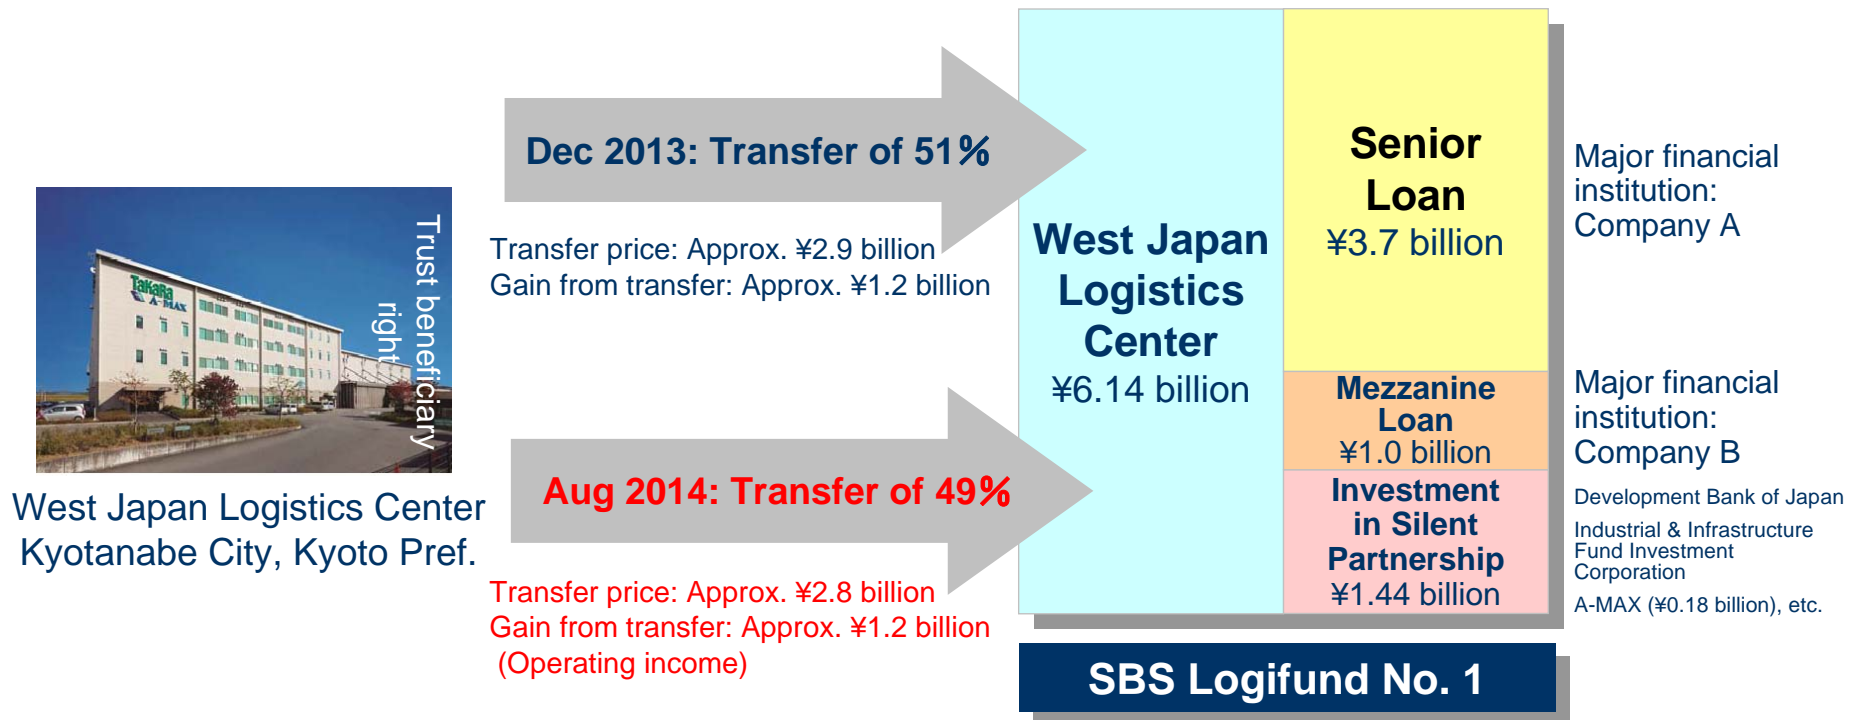 TaKaRa
A-MAX
Trust beneficiary
right
West Japan Logistics Center
Kyotanabe City, Kyoto Pref.
Dec 2013: Transfer of 51%
Transfer price: Approx. ¥2.9 billion
Gain from transfer: Approx. ¥1.2 billion
Aug 2014: Transfer of 49%
Transfer price: Approx. ¥2.8 billion
Gain from transfer: Approx. ¥1.2 billion
(Operating income)
West Japan
Logistics
Center
¥6.14 billion
Senior
Loan
¥3.7 billion
Mezzanine
Loan
¥1.0 billion
Investment
in Silent
Partnership
¥1.44 billion
Major financial
institution:
Company A
Major financial
institution:
Company B
Development Bank of Japan
Industrial & Infrastructure
Fund Investment
Corporation
A-MAX (¥0.18 billion), etc.
SBS Logifund No. 1